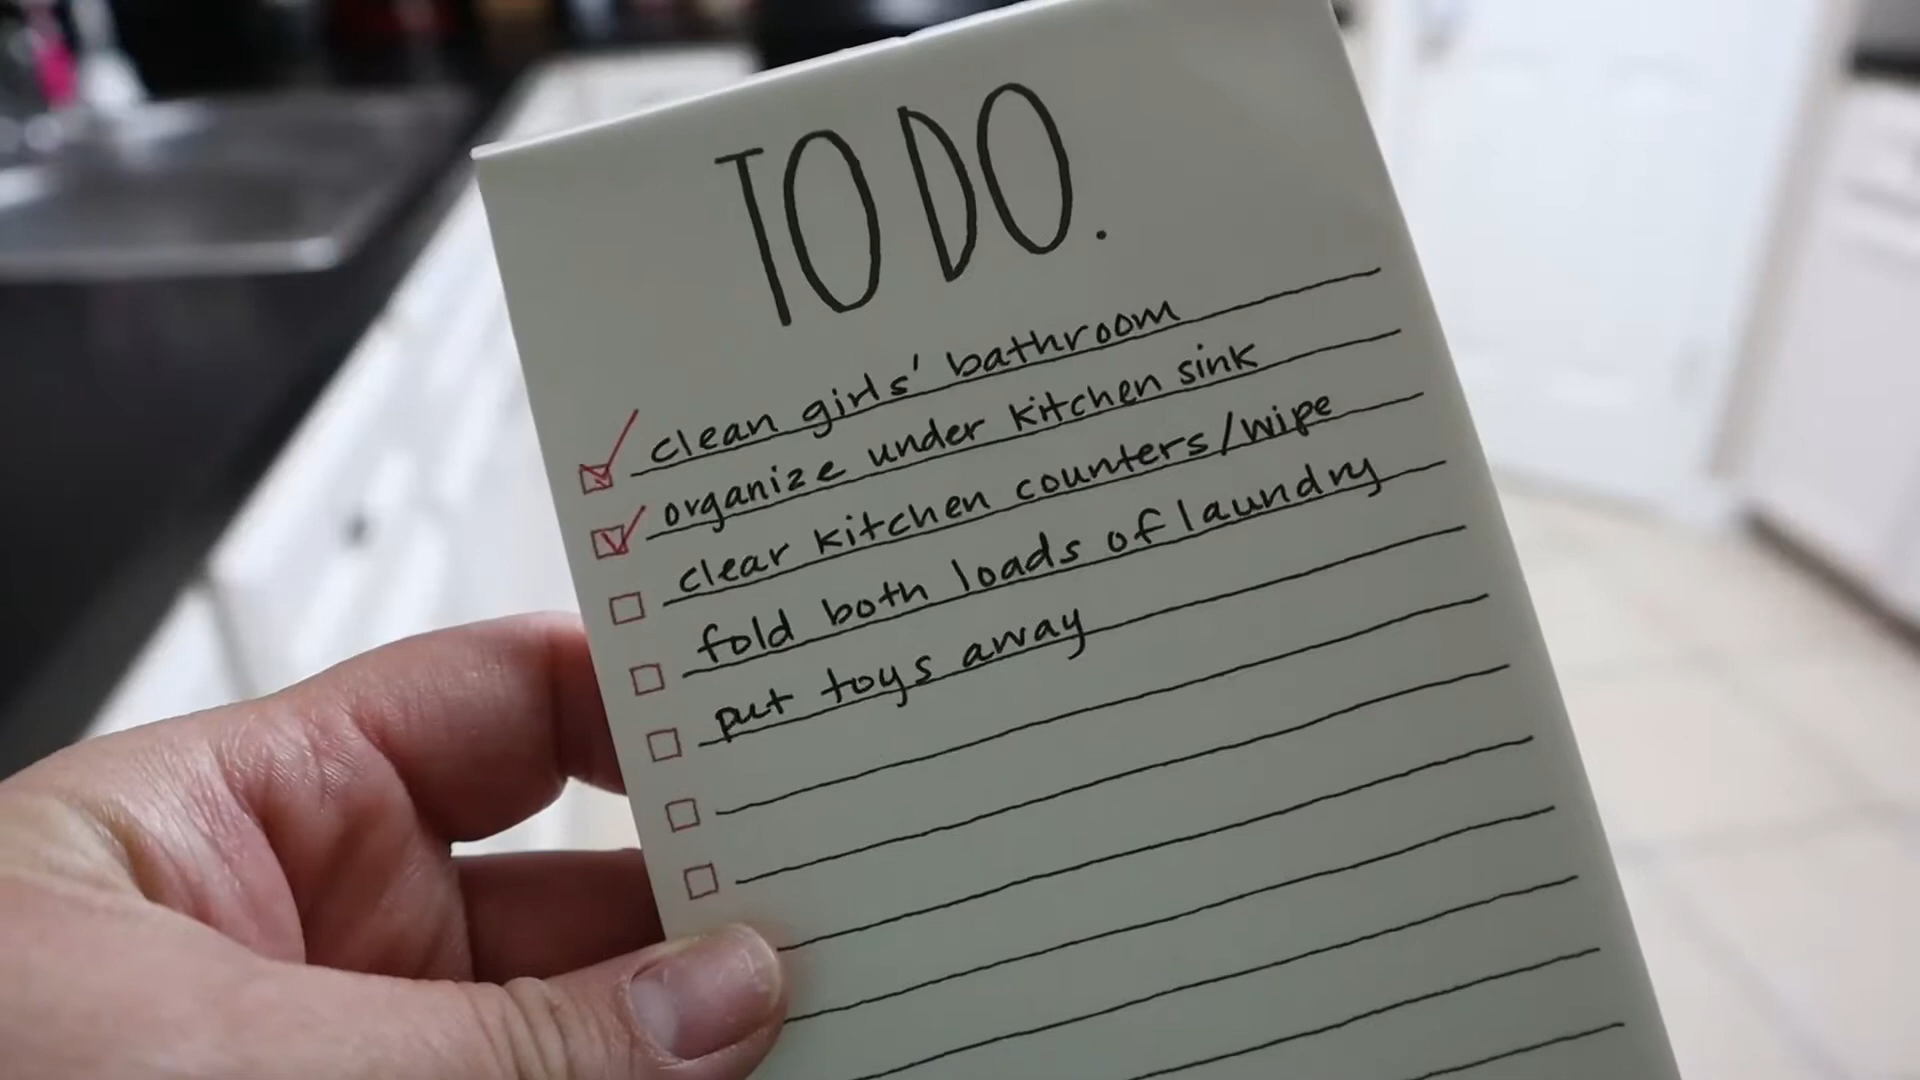 TO DO.
clean girls' bathroom
organize under kitchen sink
clear kitchen counters/wipe
fold both loads of laundry
put toys away